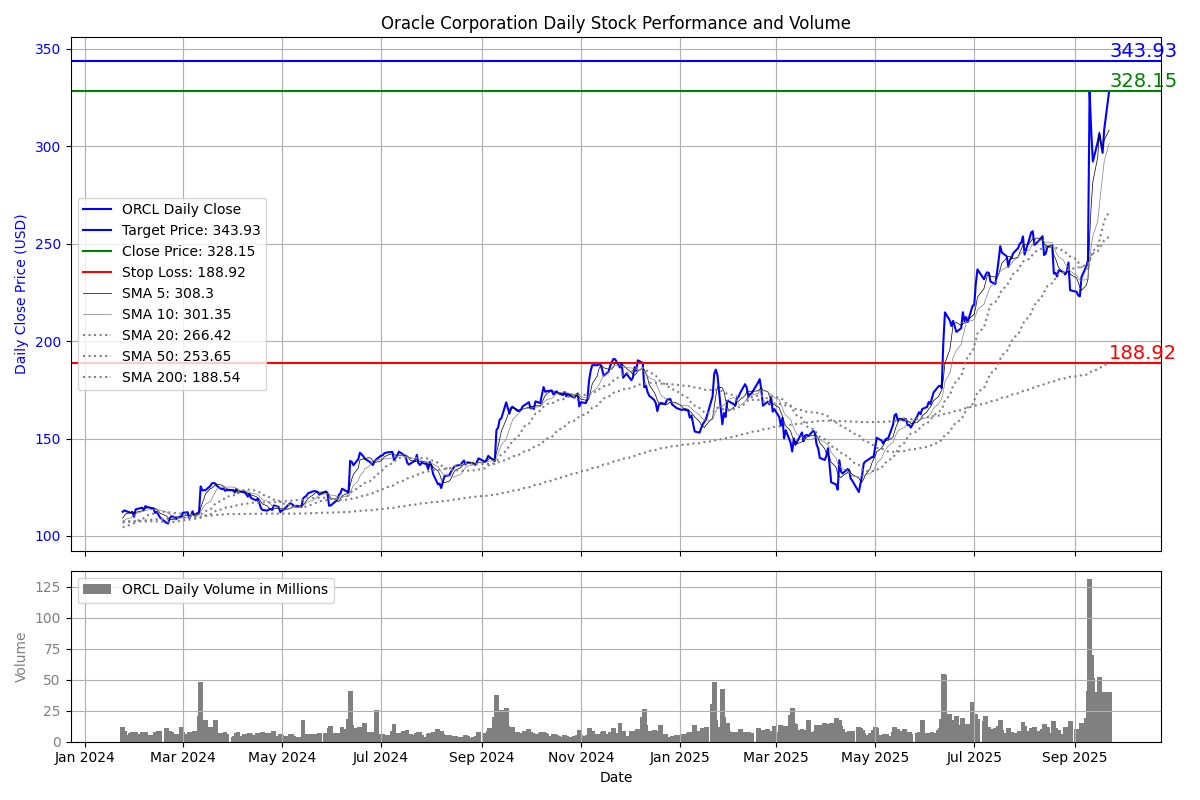 Oracle Corporation Daily Stock Performance and Volume
343.93
328.15
188.92
350
300
250
200
150
100
Daily Close Price (USD)
ORCL Daily Close
Target Price: 343.93
Close Price: 328.15
Stop Loss: 188.92
SMA 5: 308.3
SMA 10: 301.35
SMA 20: 266.42
SMA 50: 253.65
SMA 200: 188.54
ORCL Daily Volume in Millions
125
100
75
50
25
0
Volume
Jan 2024 Mar 2024 May 2024 Jul 2024 Sep 2024 Nov 2024 Jan 2025 Mar 2025 May 2025 Jul 2025 Sep 2025
Date